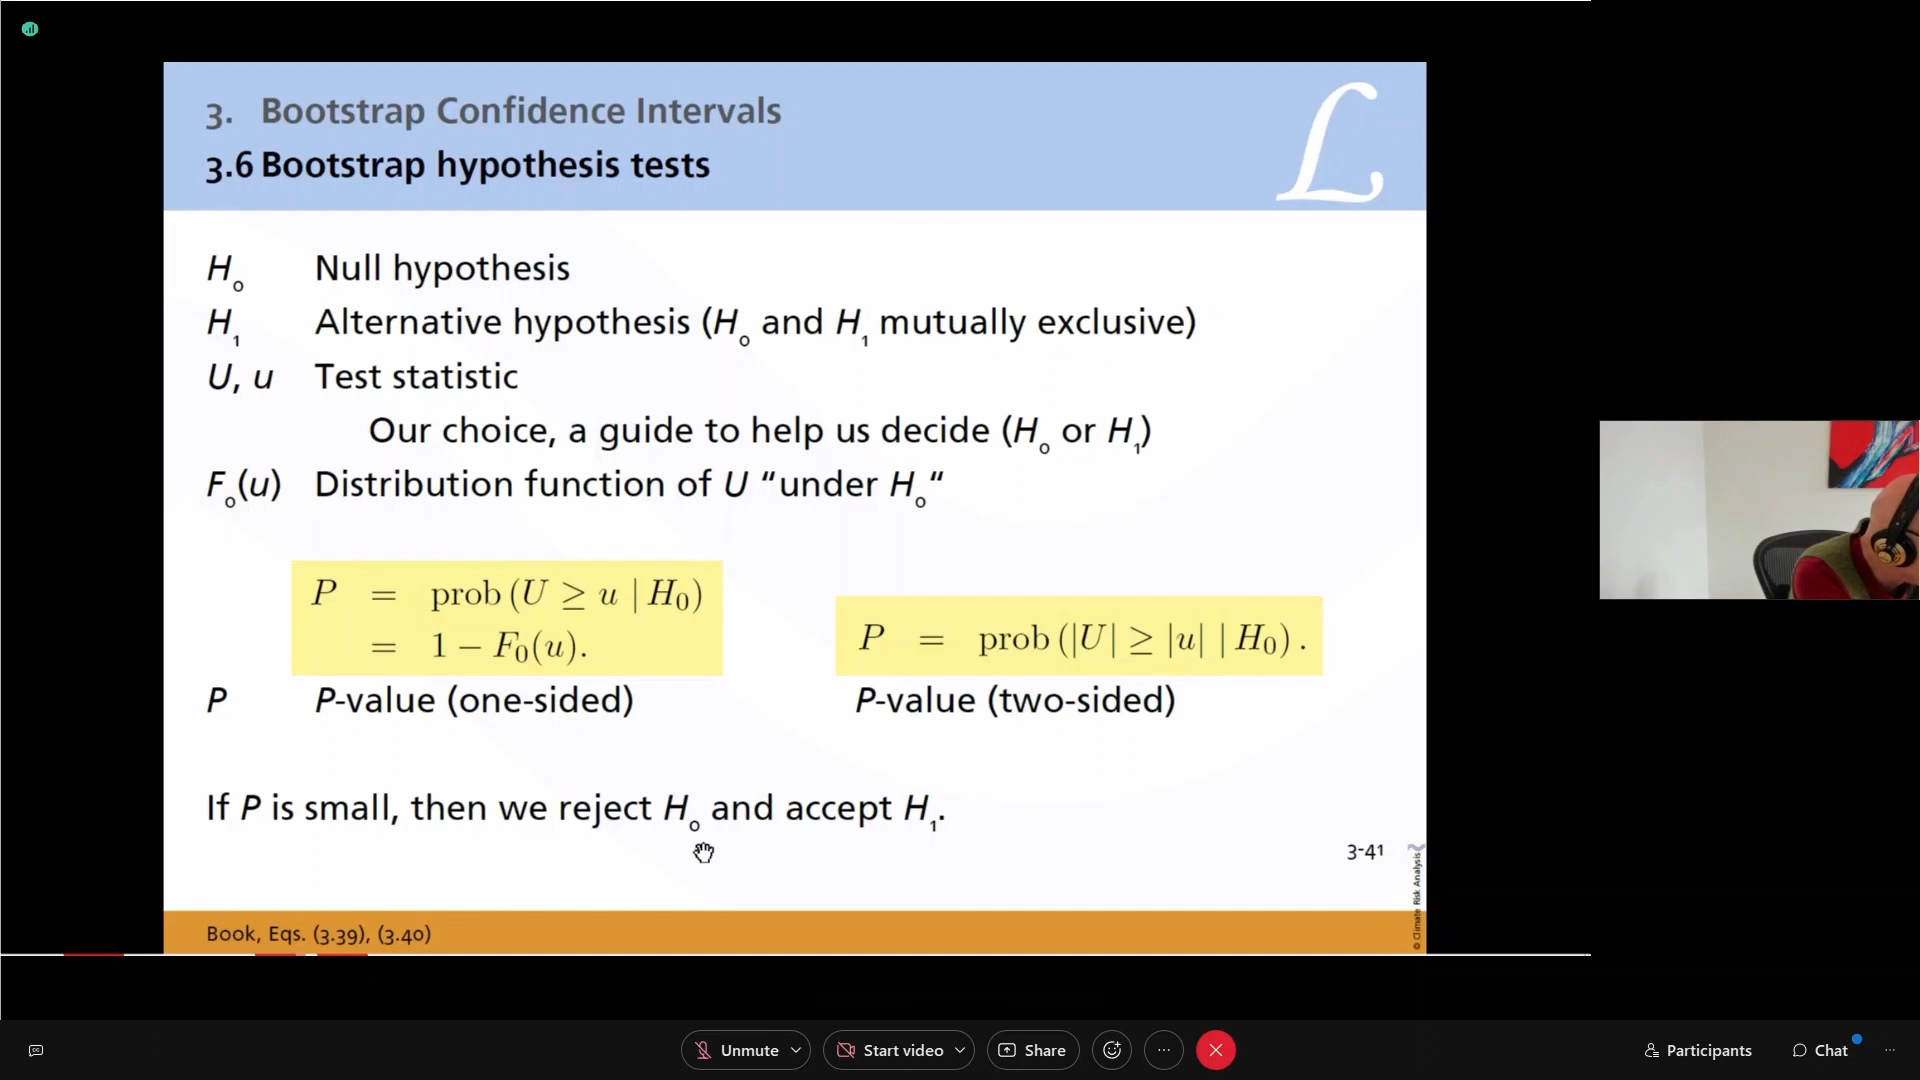 3. Bootstrap Confidence Intervals
3.6 Bootstrap hypothesis tests
L
H₀ Null hypothesis
H₁ Alternative hypothesis (H₀ and H₁ mutually exclusive)
U, u Test statistic
Our choice, a guide to help us decide (H₀ or H₁)
F₀(u) Distribution function of U “under H₀“
P = prob (U ≥ u | H₀)
= 1 − F₀(u).
P = prob (|U| ≥ |u| | H₀) .
P P-value (one-sided) P-value (two-sided)
If P is small, then we reject H₀ and accept H₁.
3-41
© Climate Risk Analysis
Book, Eqs. (3.39), (3.40)
Unmute Start video Share Participants Chat